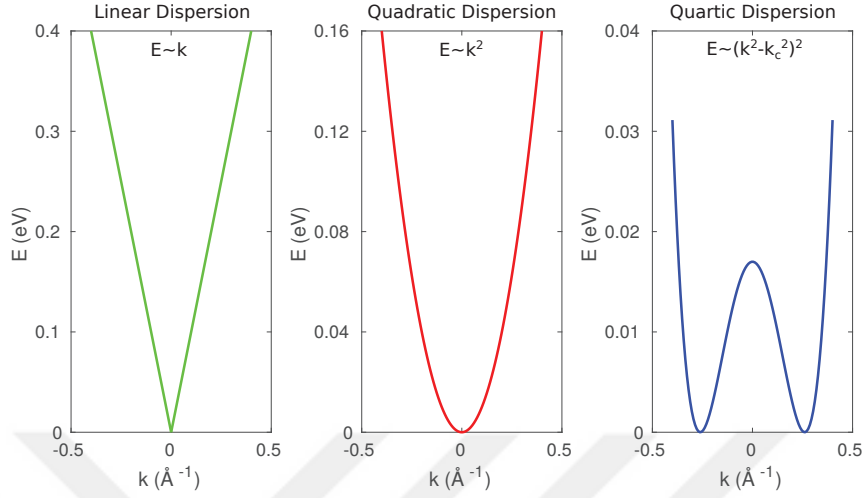 Linear Dispersion
E~k
0.4
0.3
0.2
0.1
0
E (eV)
-0.5
0
0.5
k (Å⁻¹)
Quadratic Dispersion
E~k²
0.16
0.12
0.08
0.04
0
E (eV)
-0.5
0
0.5
k (Å⁻¹)
Quartic Dispersion
E~(k²-k_c²)²
0.04
0.03
0.02
0.01
0
E (eV)
-0.5
0
0.5
k (Å⁻¹)